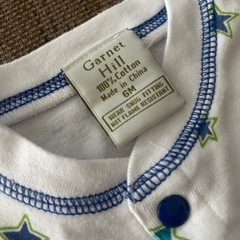 Garnet
Hill
100% Cotton
Made in China
6M
WEAR SNUG FITTING
NOT FLAME RESISTANT